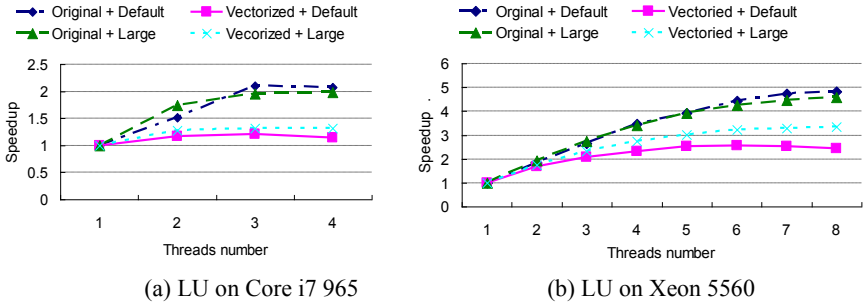 Orginal + Default
Vectorized + Default
Original + Large
Vecorized + Large
2.5
2
1.5
1
0.5
0
Speedup
1 2 3 4
Threads number
(a) LU on Core i7 965
Orginal + Default
Vectoried + Default
Orginal + Large
Vectoried + Large
6
5
4
3
2
1
0
Speedup .
1 2 3 4 5 6 7 8
Threads number
(b) LU on Xeon 5560